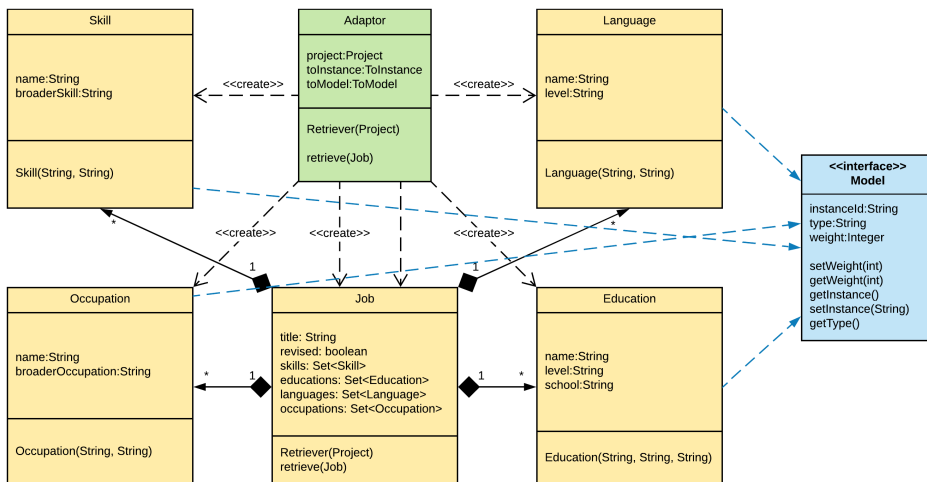 Skill
name:String
broaderSkill:String
Skill(String, String)
Adaptor
project:Project
toInstance:ToInstance
toModel:ToModel
Retriever(Project)
retrieve(Job)
Language
name:String
level:String
Language(String, String)
<<create>>
<<create>>
<<interface>>
Model
instanceId:String
type:String
weight:Integer
setWeight(int)
getWeight(int)
getInstance()
setInstance(String)
getType()
<<create>>
<<create>>
<<create>>
*
1
1
*
Occupation
name:String
broaderOccupation:String
Occupation(String, String)
*
1
Job
title: String
revised: boolean
skills: Set<Skill>
educations: Set<Education>
languages: Set<Language>
occupations: Set<Occupation>
Retriever(Project)
retrieve(Job)
1
*
Education
name:String
level:String
school:String
Education(String, String, String)